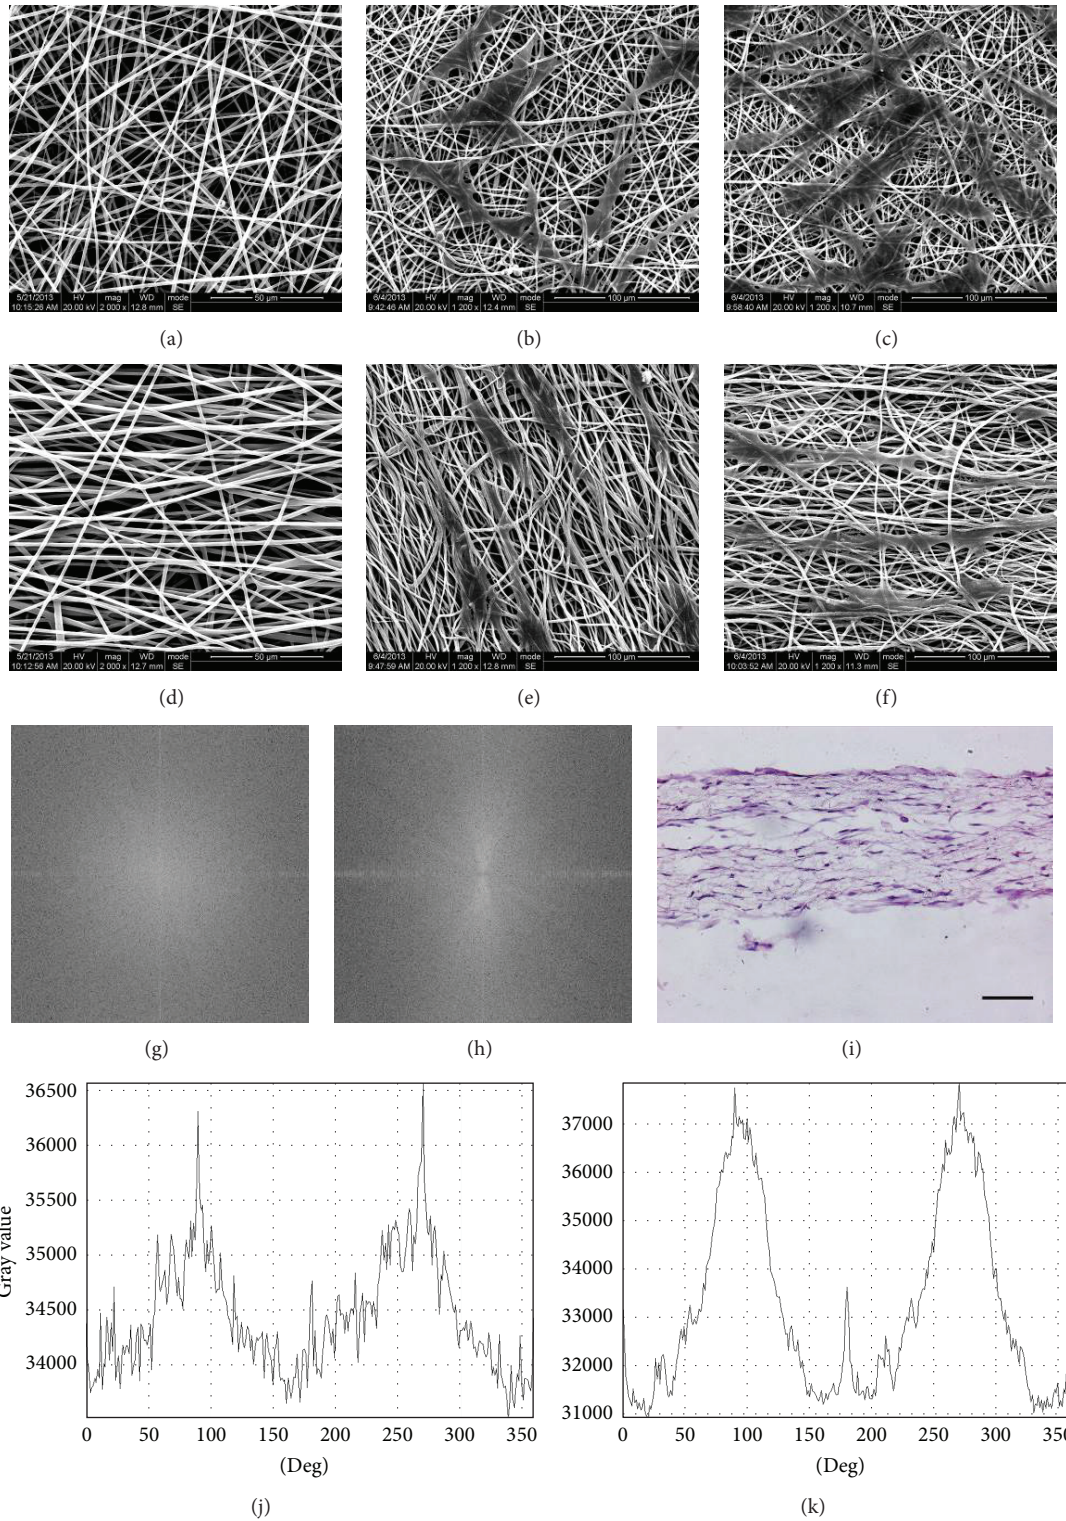 5/21/2013 HV mag WD mode 50 µm
10:15:26 AM 20.00 kV 2 000 x 12.8 mm SE
6/4/2013 HV mag WD mode 100 µm
9:42:46 AM 20.00 kV 1 200 x 12.4 mm SE
6/4/2013 HV mag WD mode 100 µm
9:58:40 AM 20.00 kV 1 200 x 10.7 mm SE
(a)
(b)
(c)
5/21/2013 HV mag WD mode 50 µm
10:12:56 AM 20.00 kV 2 000 x 12.7 mm SE
6/4/2013 HV mag WD mode 100 µm
9:47:59 AM 20.00 kV 1 200 x 12.8 mm SE
6/4/2013 HV mag WD mode 100 µm
10:03:52 AM 20.00 kV 1 200 x 11.3 mm SE
(d)
(e)
(f)
(g)
(h)
(i)
36500
36000
35500
35000
34500
34000
Gray value
0 50 100 150 200 250 300 350
(Deg)
(j)
37000
36000
35000
34000
33000
32000
31000
0 50 100 150 200 250 300 350
(Deg)
(k)